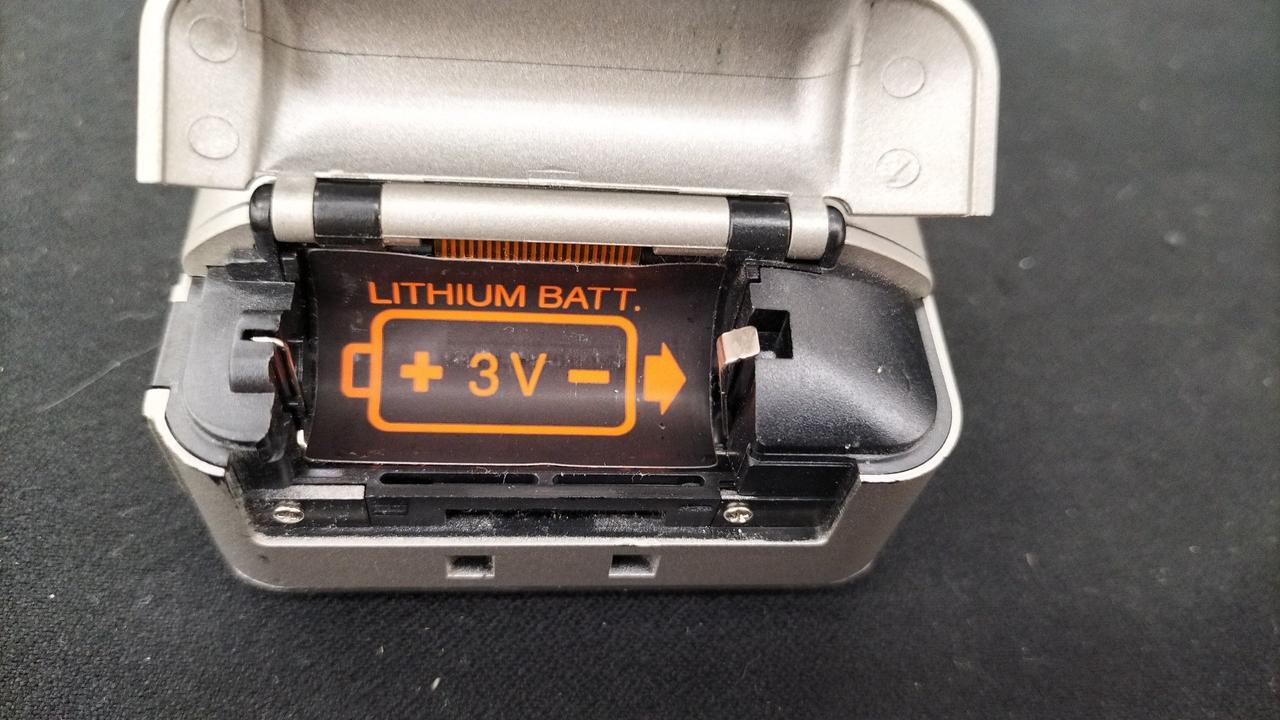 LITHIUM BATT.
+ 3V -